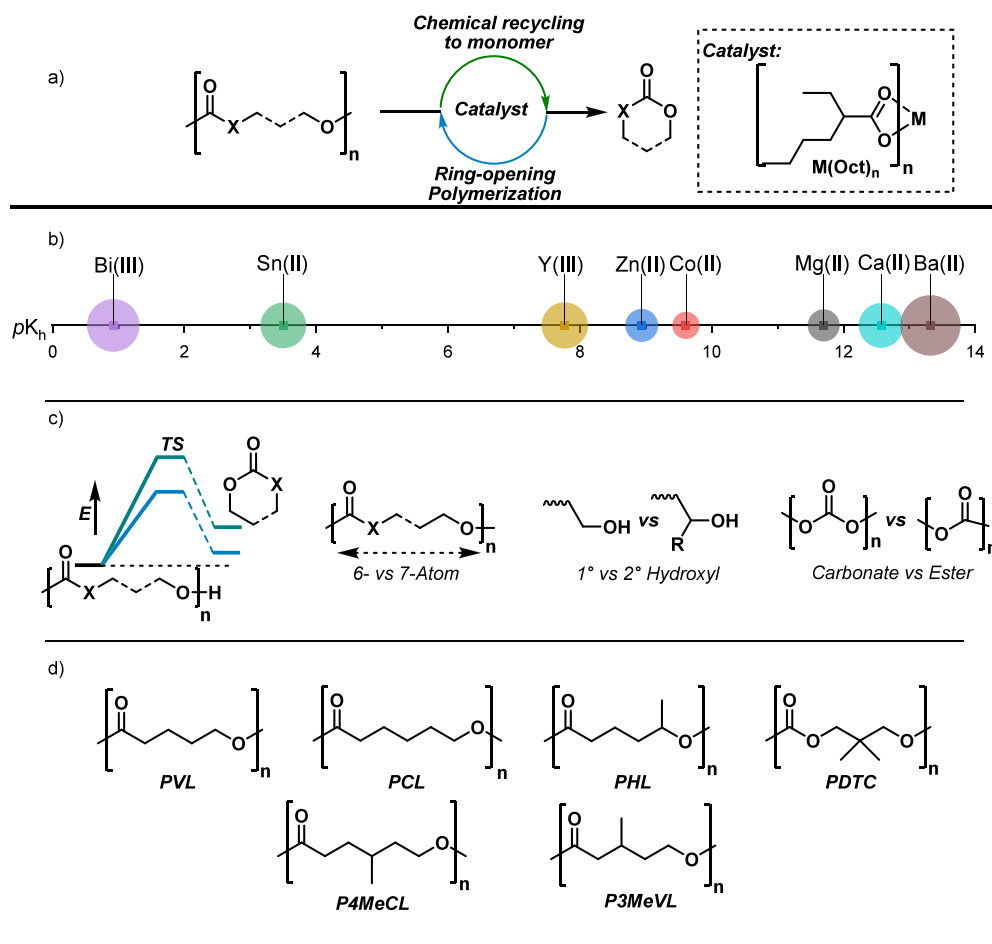 a)
Chemical recycling
to monomer
Catalyst
Ring-opening
Polymerization
O
X
O
n
O
X
O
Catalyst:
O
O
M
n
M(Oct)n
b)
Bi(III)
Sn(II)
Y(III)
Zn(II)
Co(II)
Mg(II)
Ca(II)
Ba(II)
pKh
0
2
4
6
8
10
12
14
c)
TS
E
O
O
X
O
X
O
H
n
O
X
O
n
6- vs 7-Atom
OH
vs
OH
R
1° vs 2° Hydroxyl
O
O
O
n
vs
O
O
n
Carbonate vs Ester
d)
O
O
n
PVL
O
O
n
PCL
O
O
n
PHL
O
O
O
n
PDTC
O
O
n
P4MeCL
O
O
n
P3MeVL